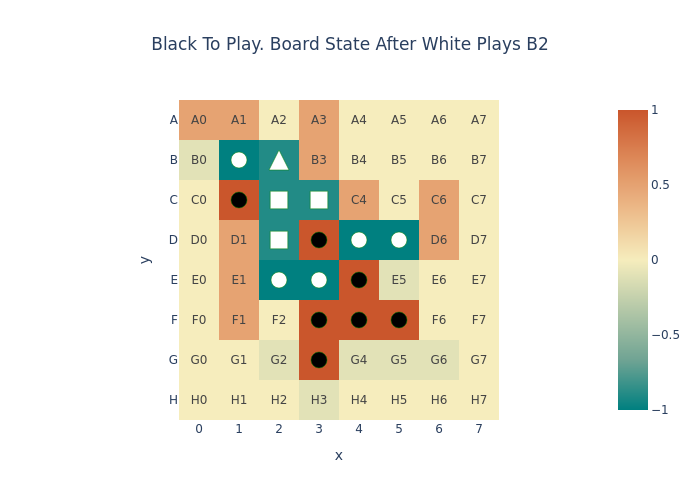 Black To Play. Board State After White Plays B2
A A0 A1 A2 A3 A4 A5 A6 A7
B B0 B3 B4 B5 B6 B7
C C0 C4 C5 C6 C7
D D0 D1 D6 D7
E E0 E1 E5 E6 E7
F F0 F1 F2 F6 F7
G G0 G1 G2 G4 G5 G6 G7
H H0 H1 H2 H3 H4 H5 H6 H7
0 1 2 3 4 5 6 7
x
y
1
0.5
0
−0.5
−1